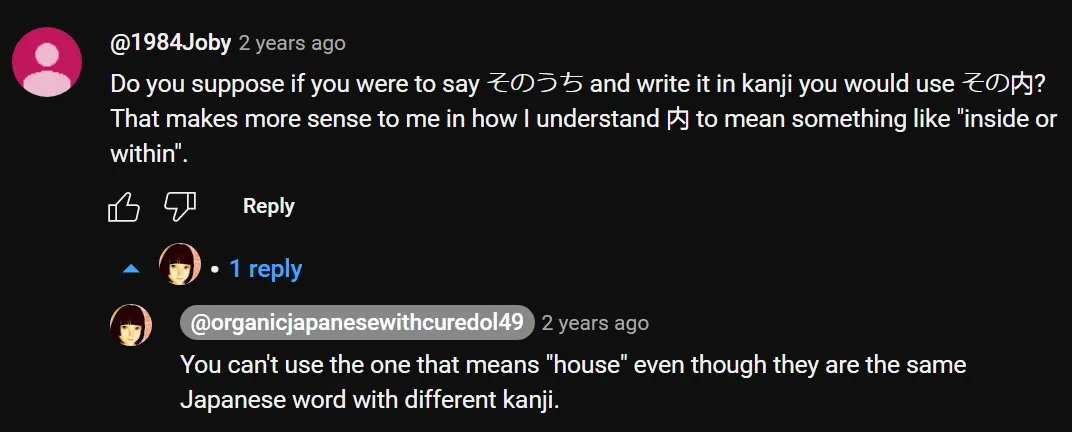 @1984Joby 2 years ago
Do you suppose if you were to say そのうち and write it in kanji you would use その内?
That makes more sense to me in how I understand 内 to mean something like "inside or
within".
Reply
• 1 reply
@organicjapanesewithcuredol49 2 years ago
You can't use the one that means "house" even though they are the same
Japanese word with different kanji.